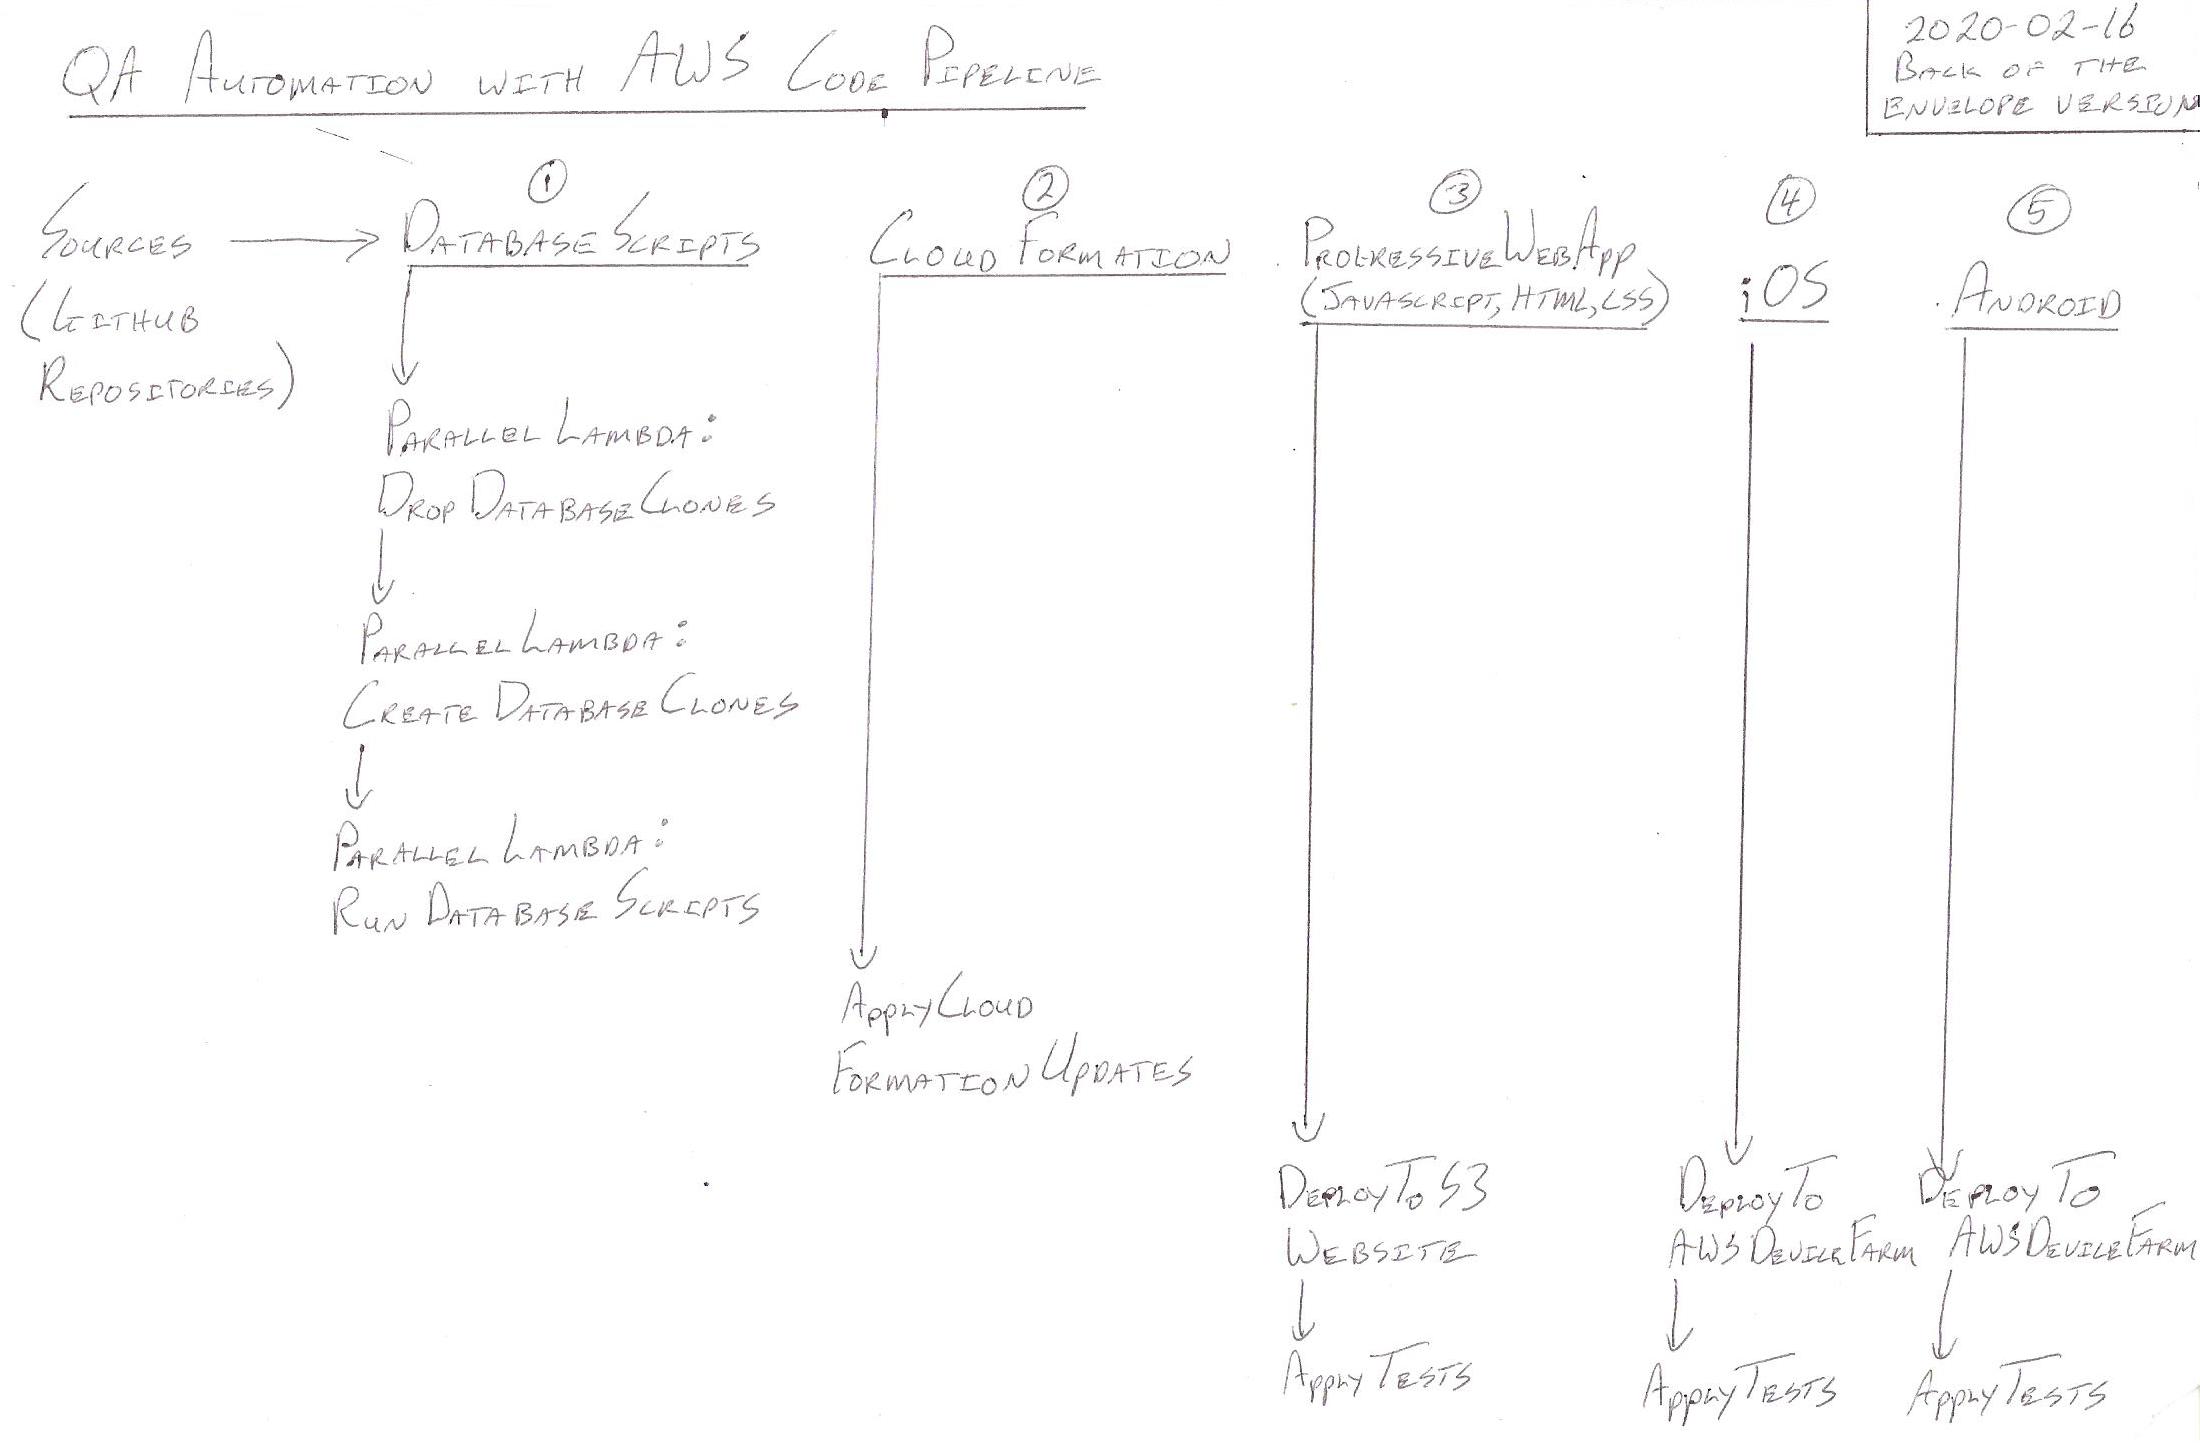 QA AUTOMATION WITH AWS CODE PIPELINE
2020-02-16
BACK OF THE
ENVELOPE VERSION
SOURCES
(GITHUB
REPOSITORIES)
1
DATABASE SCRIPTS
PARALLEL LAMBDA:
DROP DATABASE CLONES
PARALLEL LAMBDA:
CREATE DATABASE CLONES
PARALLEL LAMBDA:
RUN DATABASE SCRIPTS
2
CLOUD FORMATION
APPLY CLOUD
FORMATION UPDATES
3
PROGRESSIVE WEB APP
(JAVASCRIPT, HTML, CSS)
DEPLOY TO S3
WEBSITE
APPLY TESTS
4
iOS
DEPLOY TO
AWS DEVICE FARM
APPLY TESTS
5
ANDROID
DEPLOY TO
AWS DEVICE FARM
APPLY TESTS